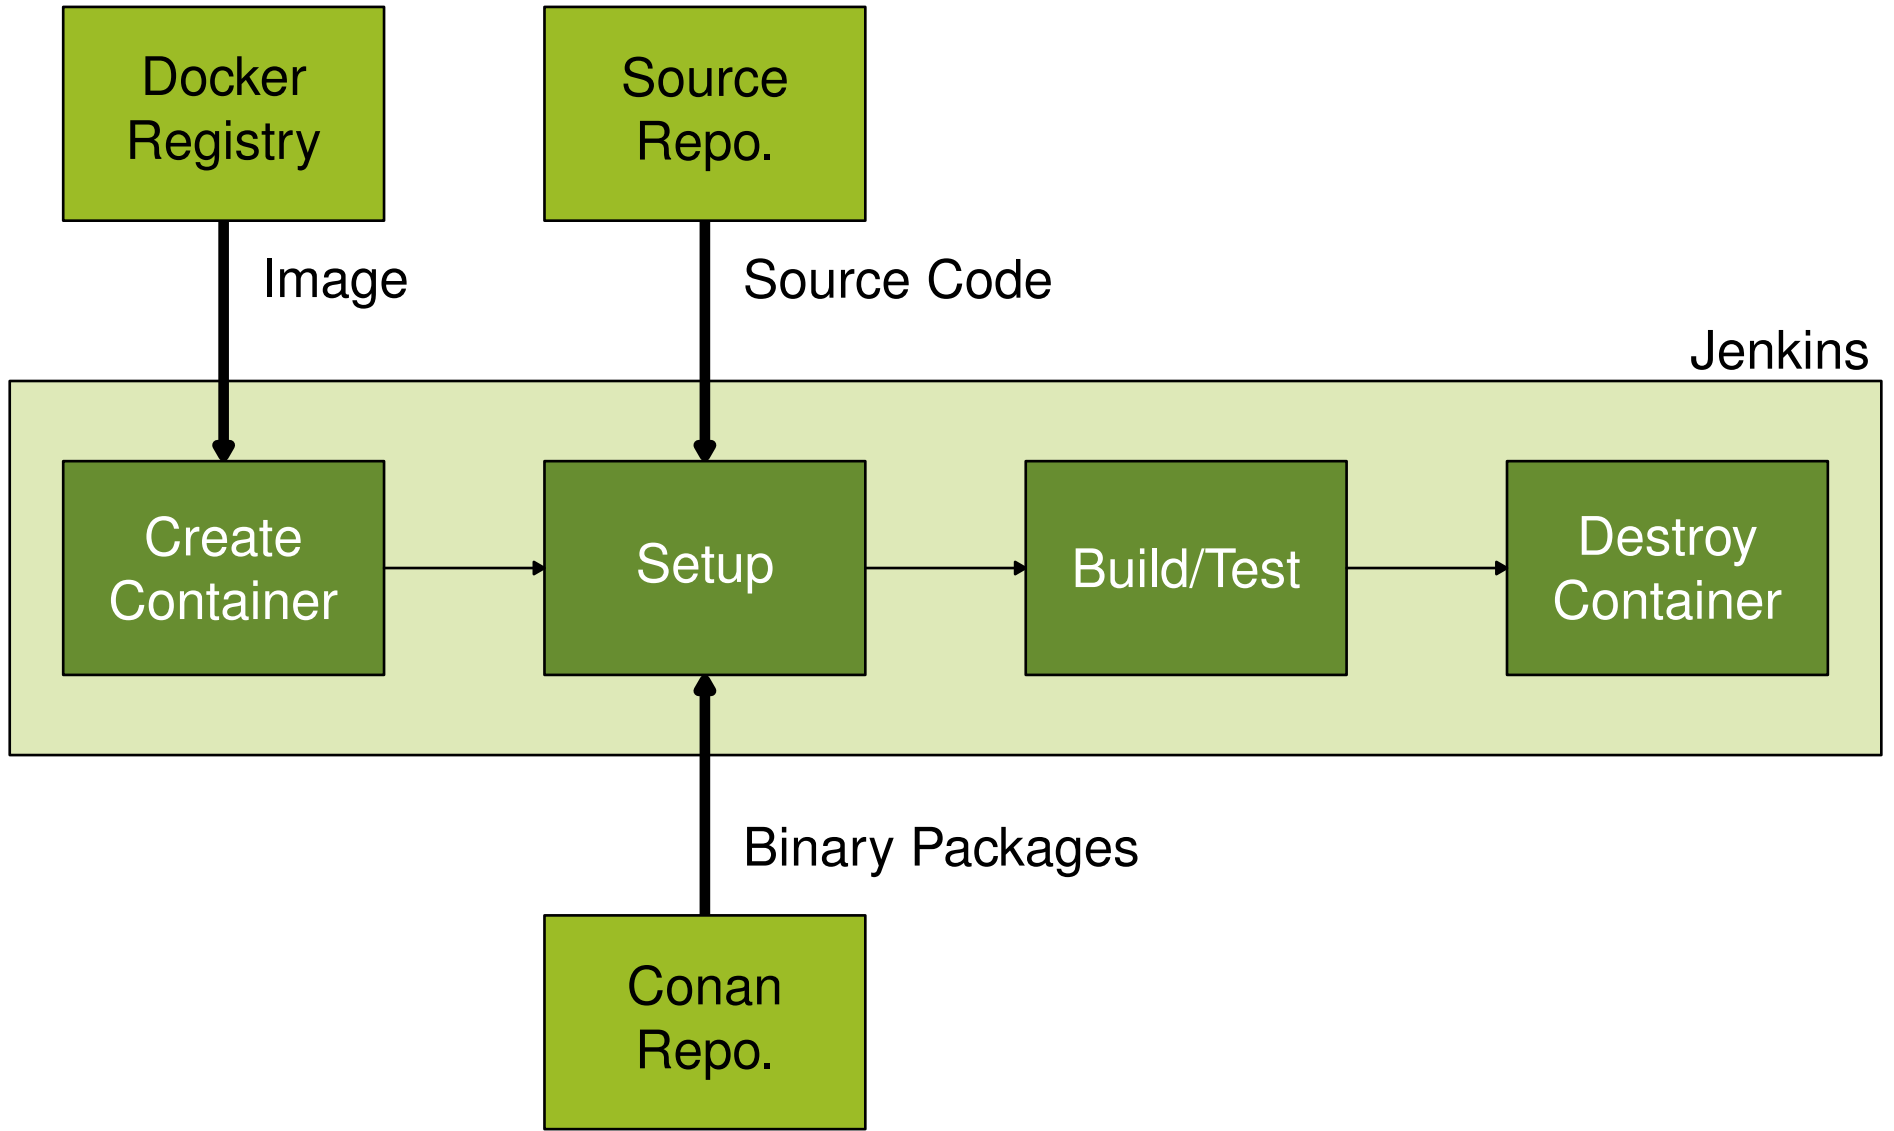 Docker
Registry
Source
Repo.
Image
Source Code
Jenkins
Create
Container
Setup
Build/Test
Destroy
Container
Binary Packages
Conan
Repo.